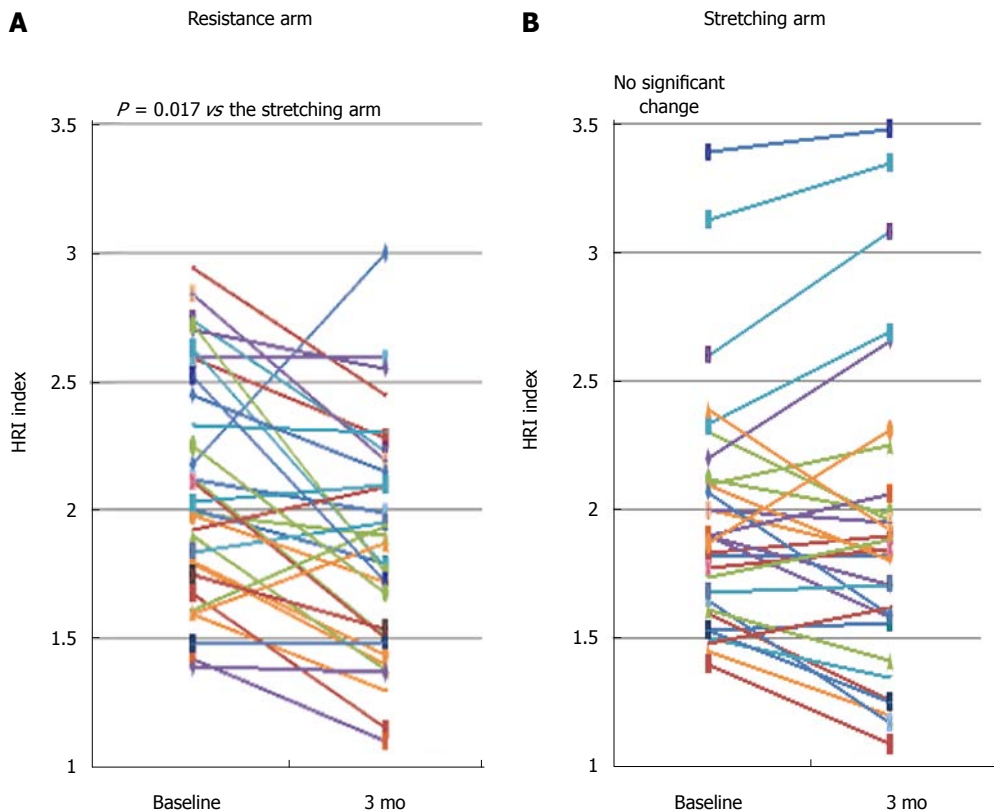 A
Resistance arm
P = 0.017 vs the stretching arm
HRI index
3.5
3
2.5
2
1.5
1
Baseline
3 mo
B
Stretching arm
No significant
change
HRI index
3.5
3
2.5
2
1.5
1
Baseline
3 mo